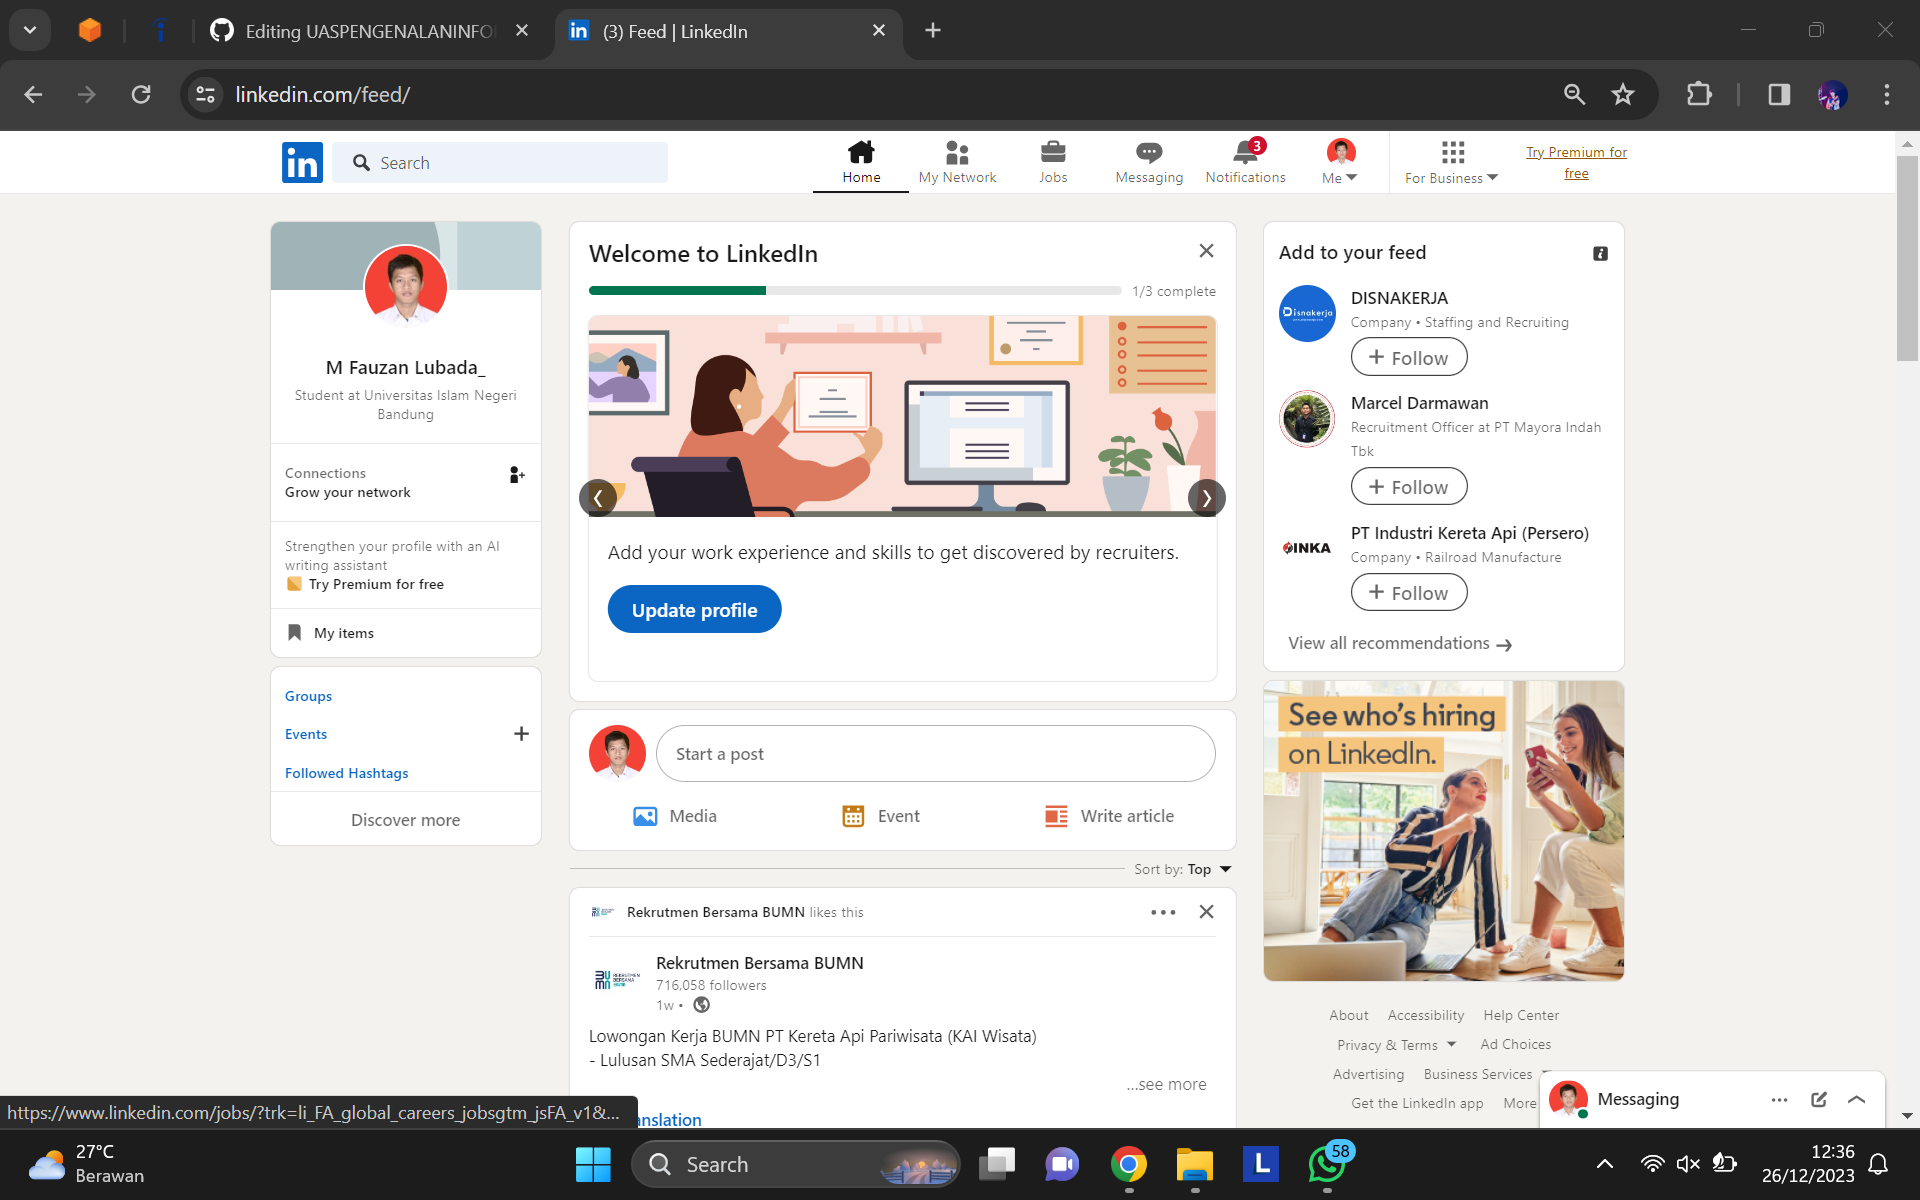 Editing UASPENGENALANINFO
(3) Feed | LinkedIn
linkedin.com/feed/
in
Search
Home
My Network
Jobs
Messaging
3
Notifications
Me
For Business
Try Premium for
free
M Fauzan Lubada_
Student at Universitas Islam Negeri
Bandung
Connections
Grow your network
Strengthen your profile with an AI
writing assistant
Try Premium for free
My items
Groups
Events
Followed Hashtags
Discover more
Welcome to LinkedIn
1/3 complete
Add your work experience and skills to get discovered by recruiters.
Update profile
Start a post
Media
Event
Write article
Sort by: Top
Rekrutmen Bersama BUMN likes this
Rekrutmen Bersama BUMN
716,058 followers
1w •
Lowongan Kerja BUMN PT Kereta Api Pariwisata (KAI Wisata)
- Lulusan SMA Sederajat/D3/S1
...see more
anslation
Add to your feed
Disnakerja
DISNAKERJA
Company • Staffing and Recruiting
Follow
Marcel Darmawan
Recruitment Officer at PT Mayora Indah
Tbk
Follow
INKA
PT Industri Kereta Api (Persero)
Company • Railroad Manufacture
Follow
View all recommendations
See who's hiring
on LinkedIn.
About
Accessibility
Help Center
Privacy & Terms
Ad Choices
Advertising
Business Services
Get the LinkedIn app
More
Messaging
https://www.linkedin.com/jobs/?trk=li_FA_global_careers_jobsgtm_jsFA_v1&...
27°C
Berawan
Search
L
58
12:36
26/12/2023